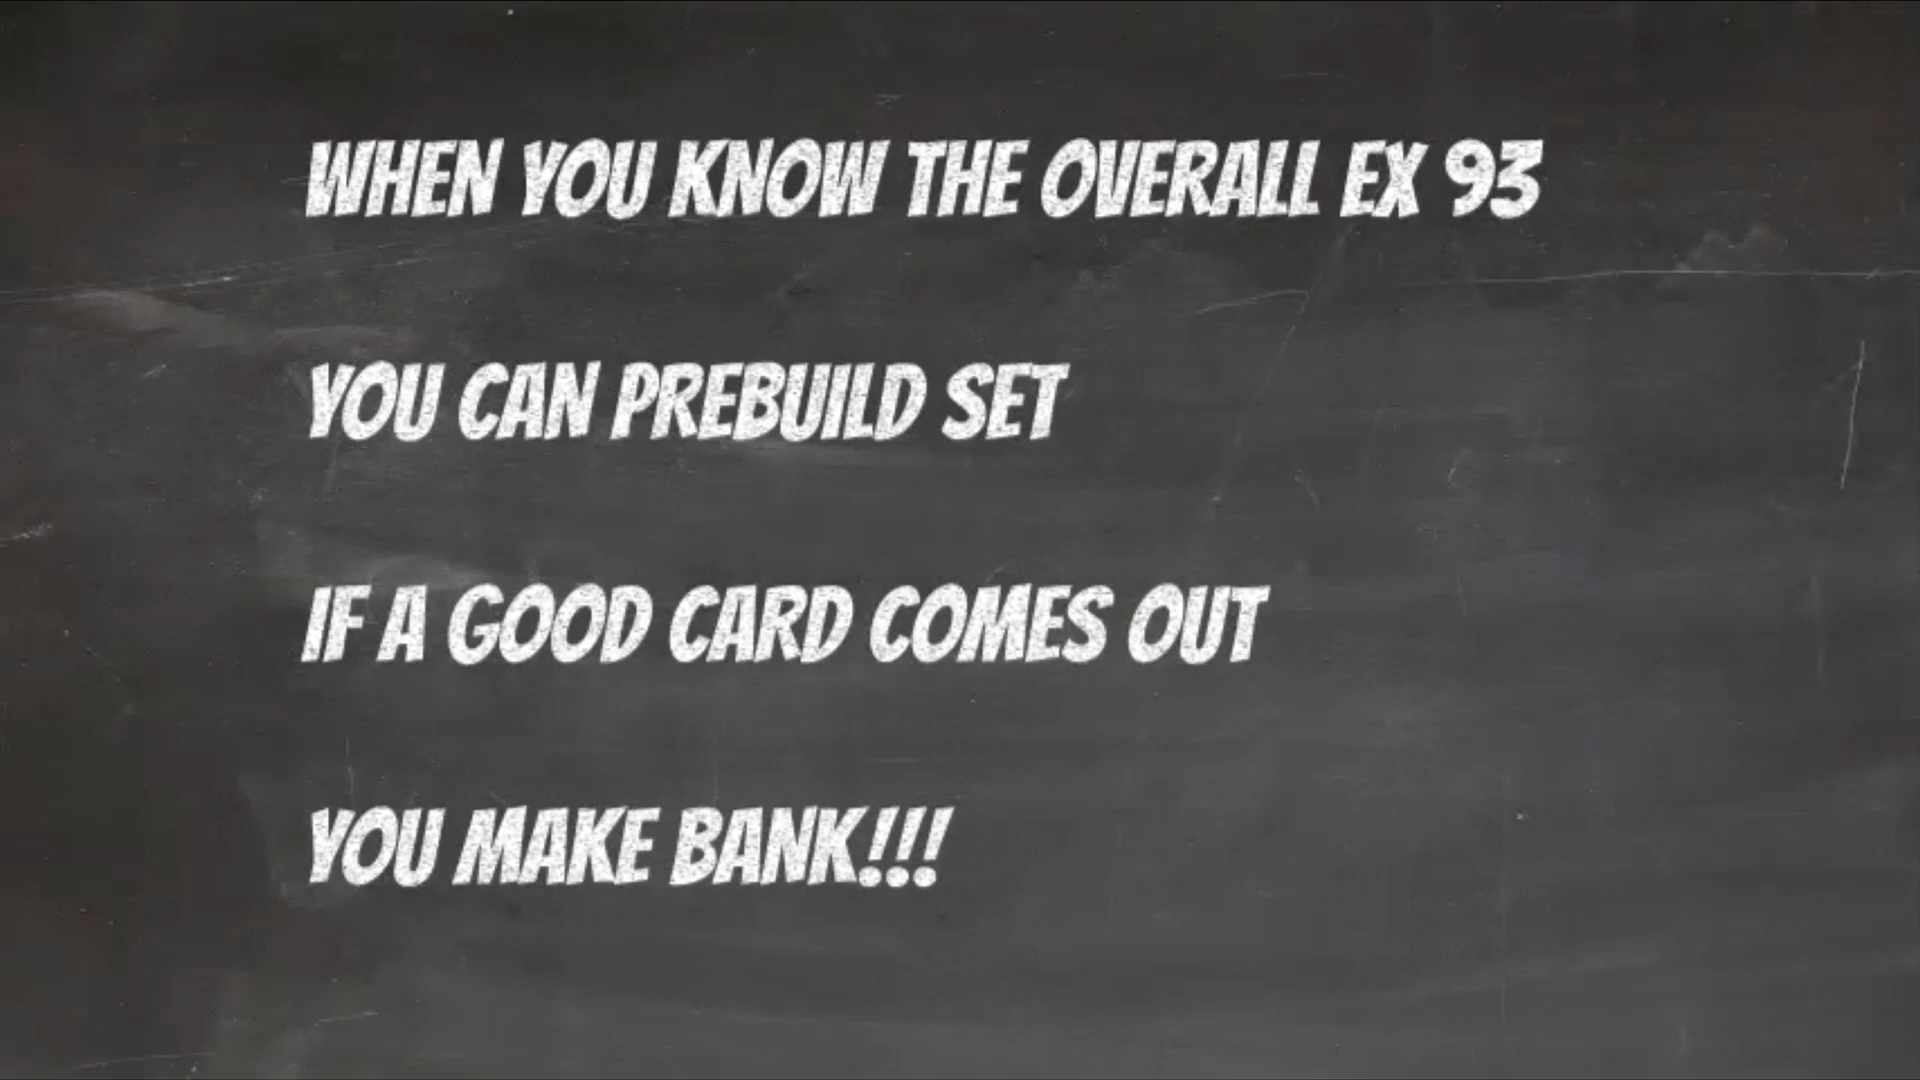 WHEN YOU KNOW THE OVERALL EX 93
YOU CAN PREBUILD SET
IF A GOOD CARD COMES OUT
YOU MAKE BANK!!!